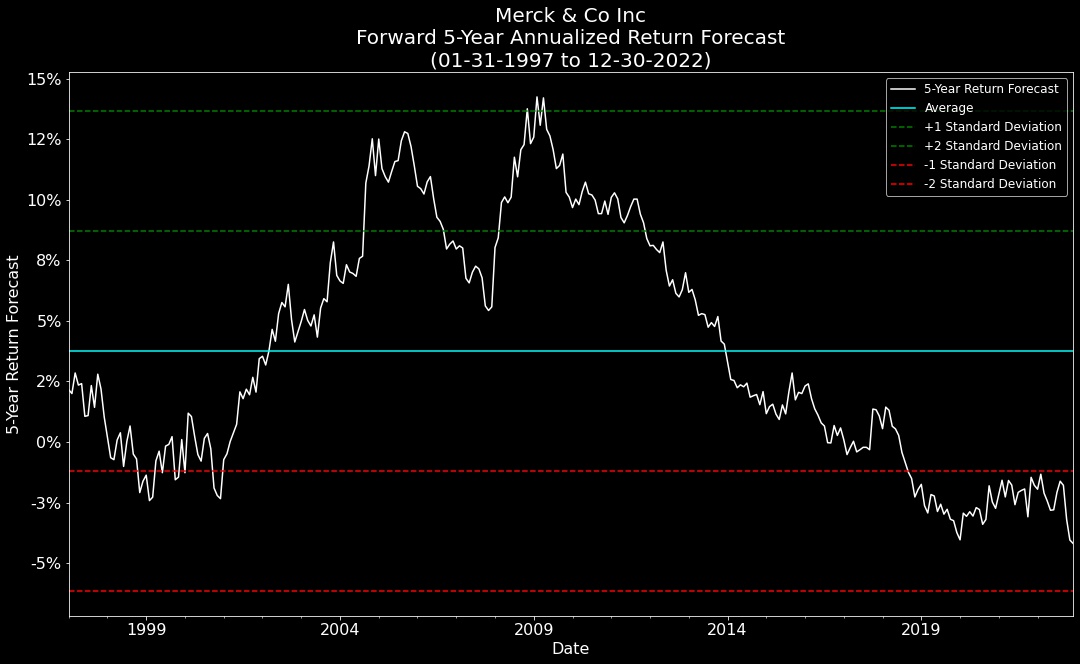 Merck & Co Inc
Forward 5-Year Annualized Return Forecast
(01-31-1997 to 12-30-2022)
15%
12%
10%
8%
5%
2%
0%
-3%
-5%
5-Year Return Forecast
5-Year Return Forecast
Average
+1 Standard Deviation
+2 Standard Deviation
-1 Standard Deviation
-2 Standard Deviation
1999 2004 2009 2014 2019
Date